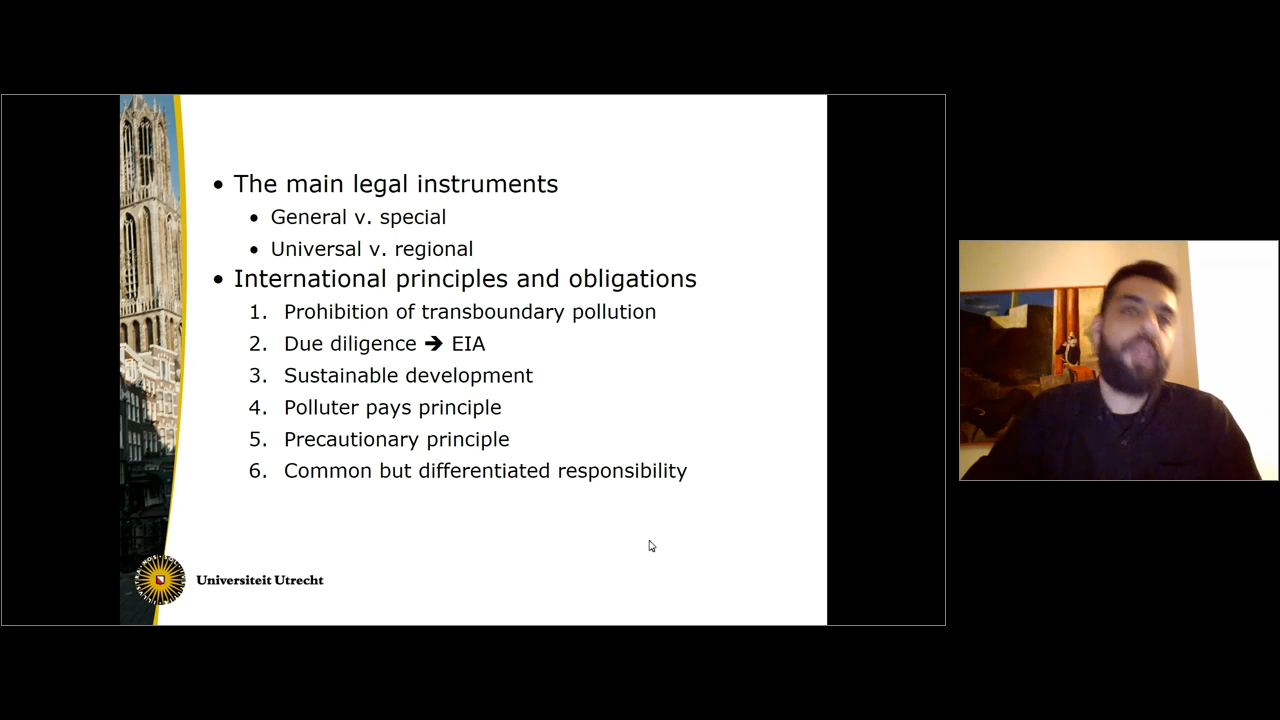 • The main legal instruments
• General v. special
• Universal v. regional
• International principles and obligations
1. Prohibition of transboundary pollution
2. Due diligence ➔ EIA
3. Sustainable development
4. Polluter pays principle
5. Precautionary principle
6. Common but differentiated responsibility
Universiteit Utrecht